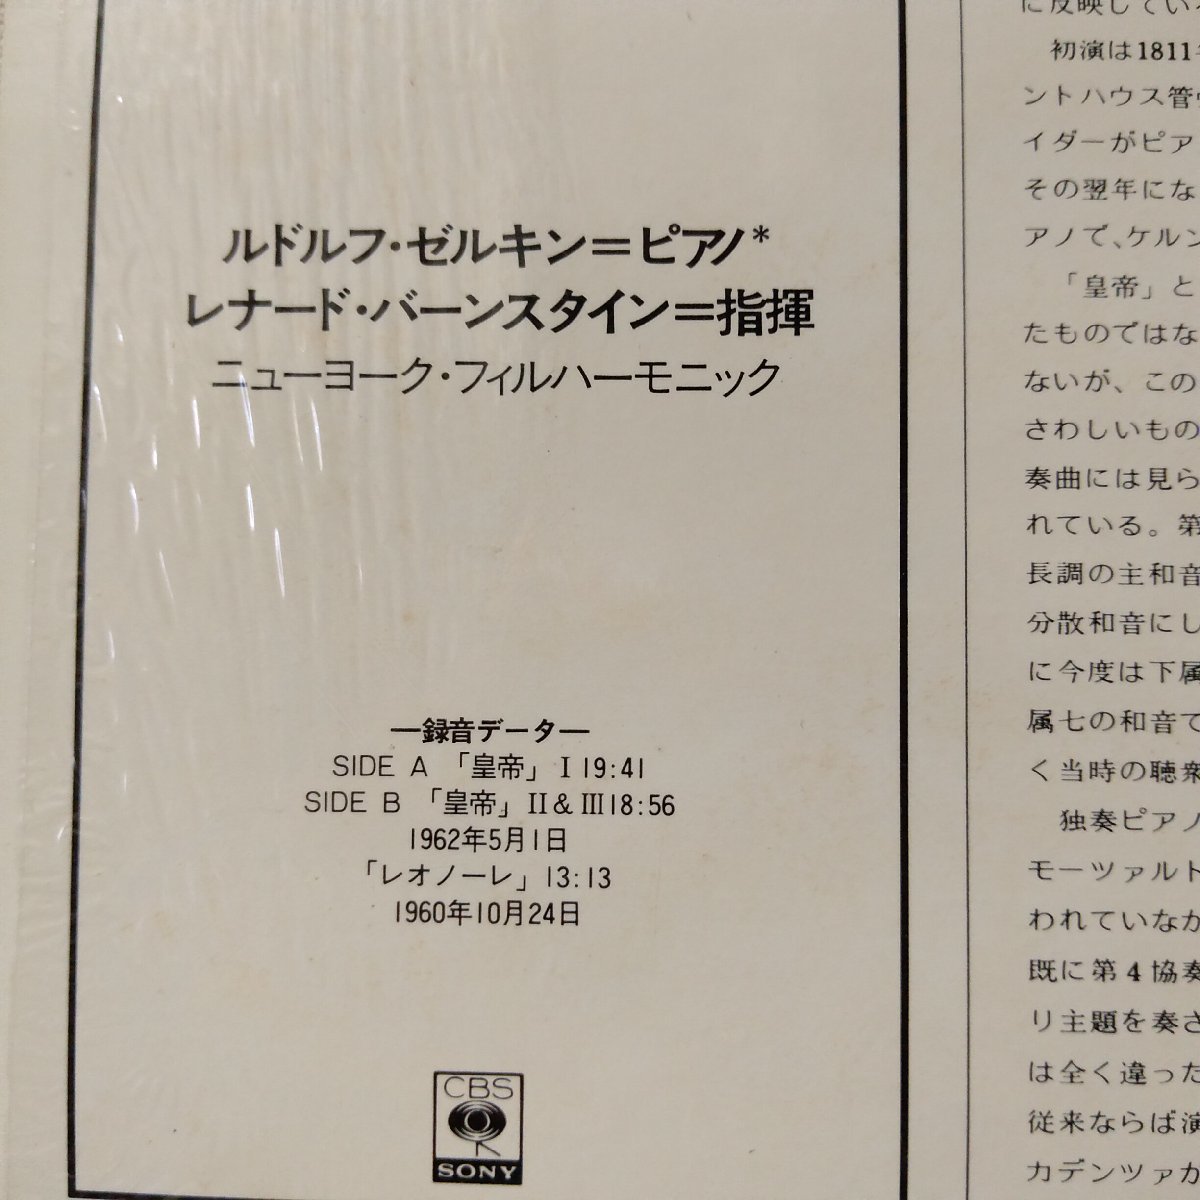 ルドルフ・ゼルキン=ピアノ*
レナード・バーンスタイン=指揮
ニューヨーク・フィルハーモニック
―録音データ―
SIDE A 「皇帝」 I 19:41
SIDE B 「皇帝」 II & III 18:56
1962年5月1日
「レオノーレ」 13:13
1960年10月24日
CBS
SONY
に反映してい
初演は1811
ントハウス管
イダーがピア
その翌年にな
アノで、ケルン
「皇帝」と
たものではな
ないが、この
さわしいもの
奏曲には見ら
れている。第
長調の主和音
分散和音にし
に今度は下属
属七の和音で
く当時の聴衆
独奏ピアノ
モーツァルト
われていなか
既に第4協奏
リ主題を奏さ
は全く違った
従来ならば演
カデンツァが